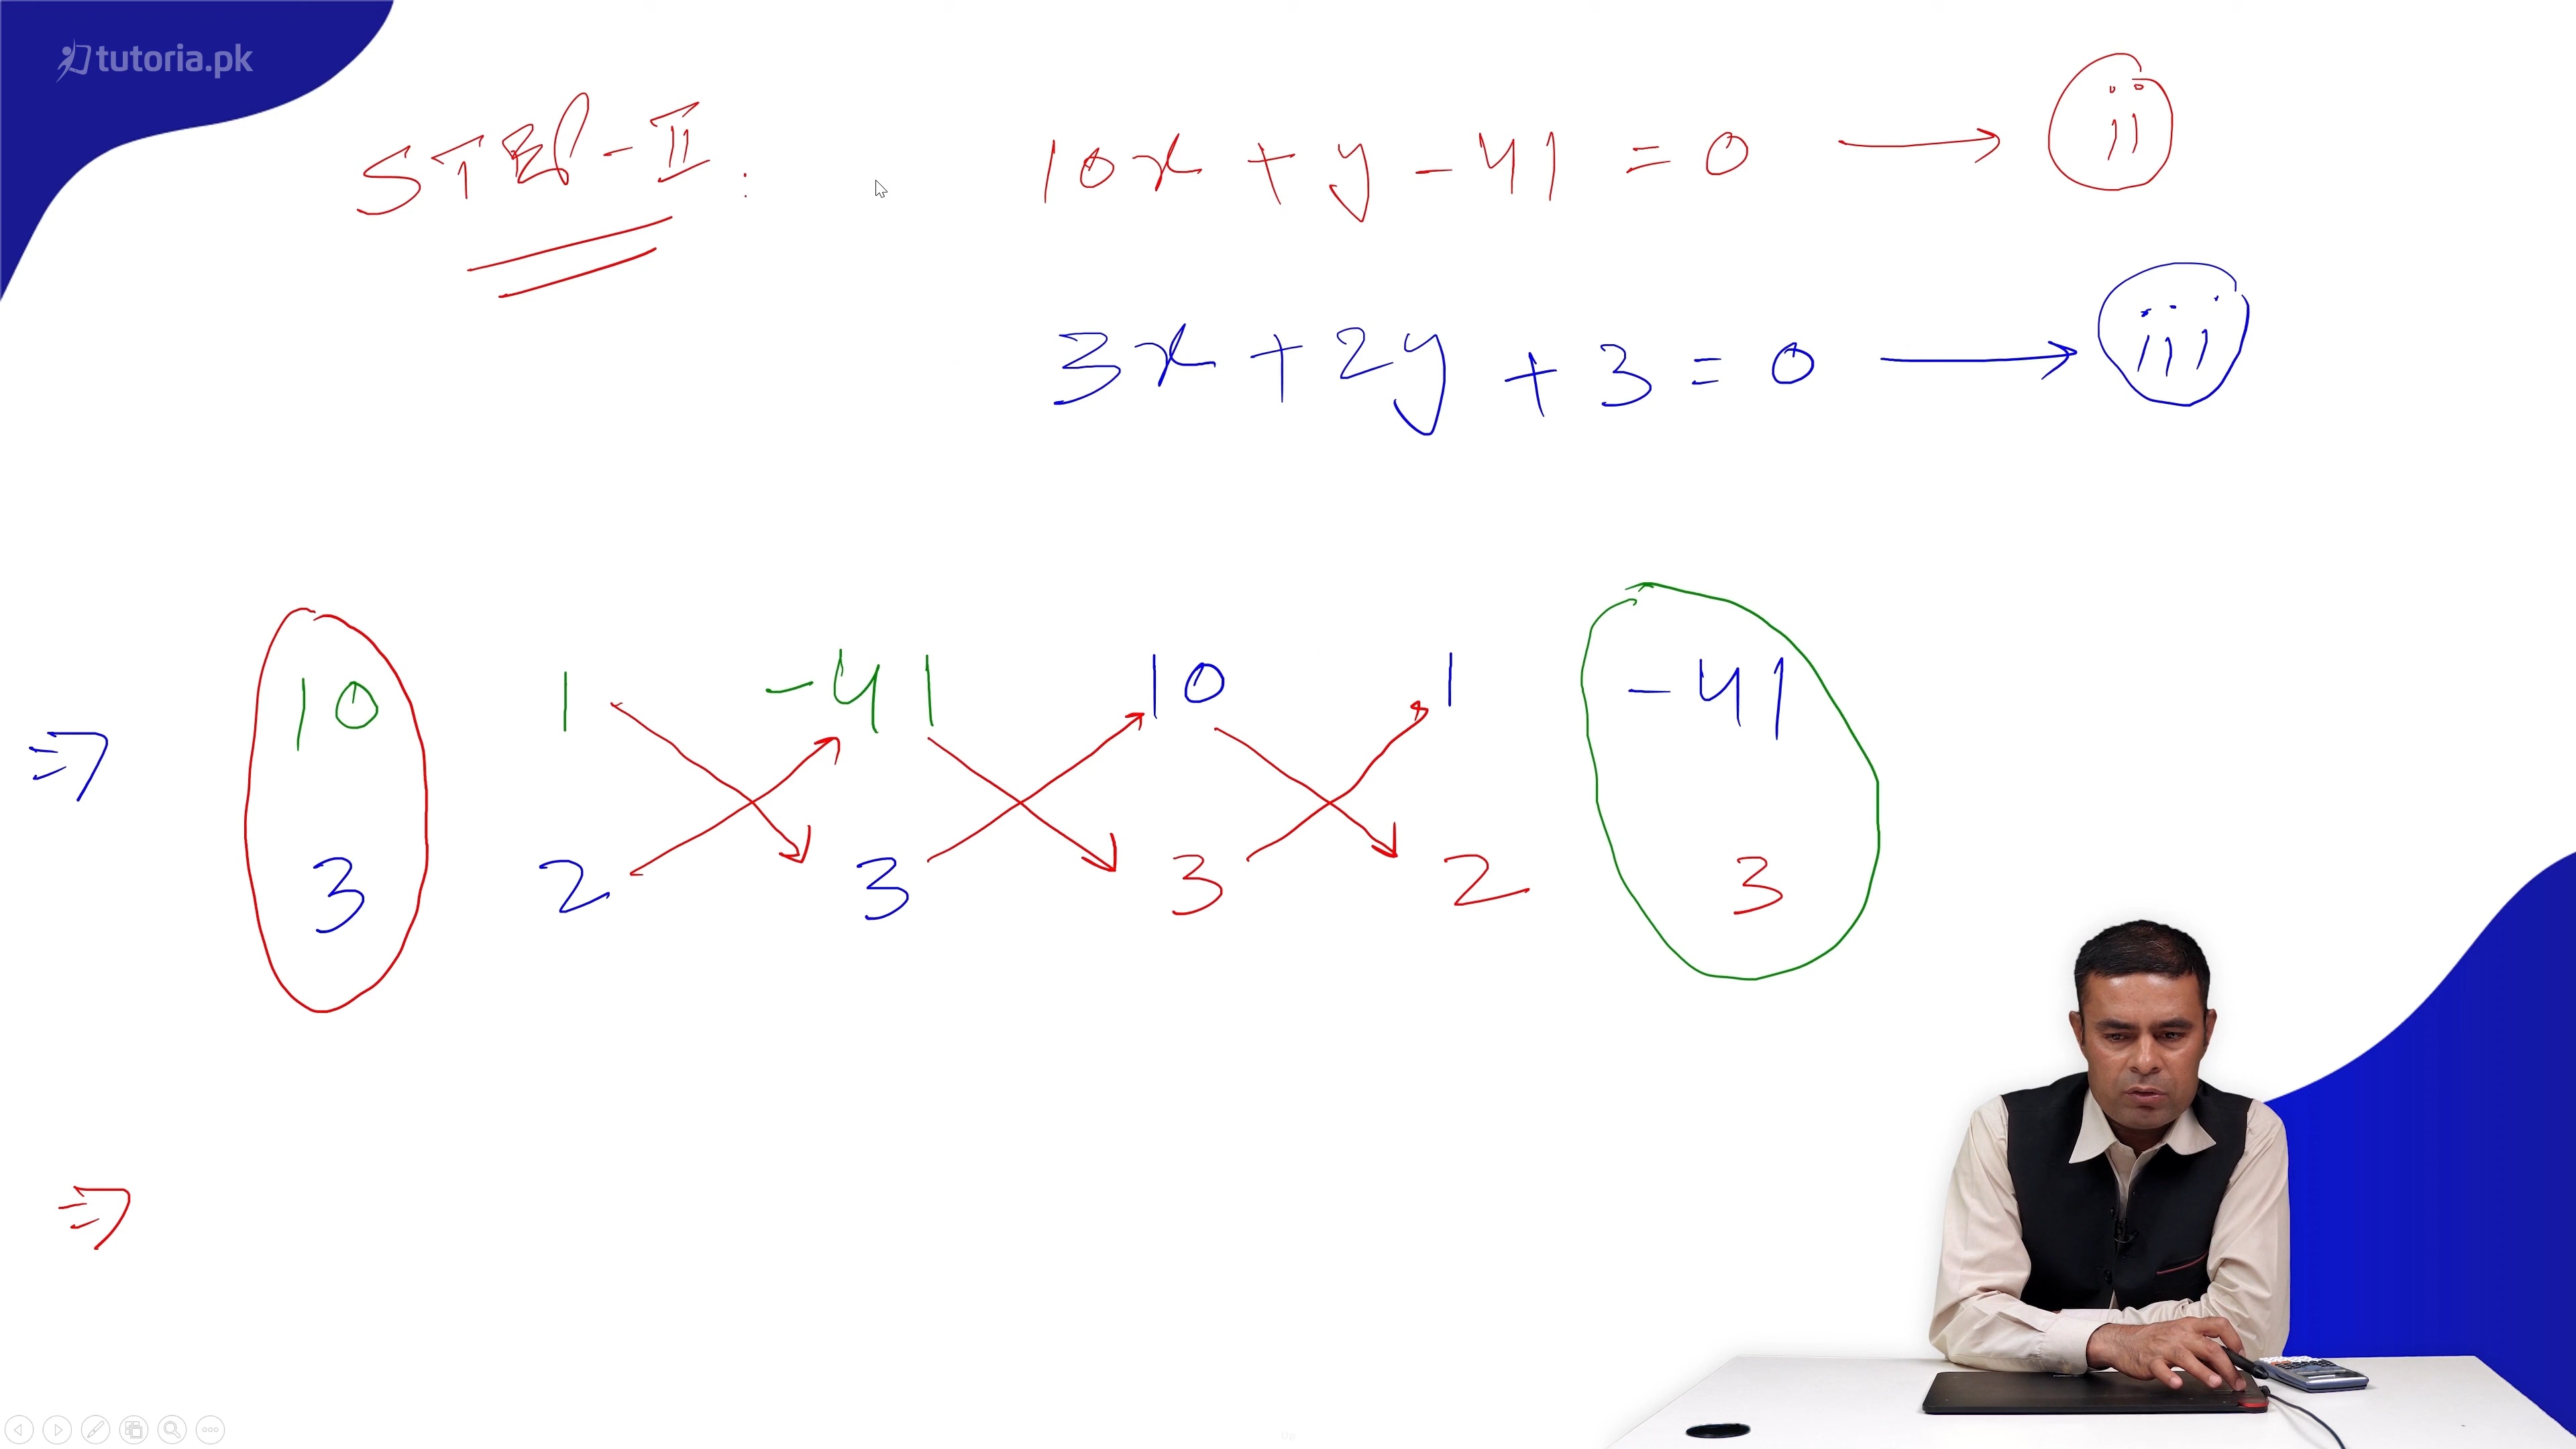 tutoria.pk
STEP-II : 10x + y - 41 = 0 → ii
3x + 2y + 3 = 0 → iii
⇒ 10 1 -41 10 1 -41
3 2 3 3 2 3
⇒